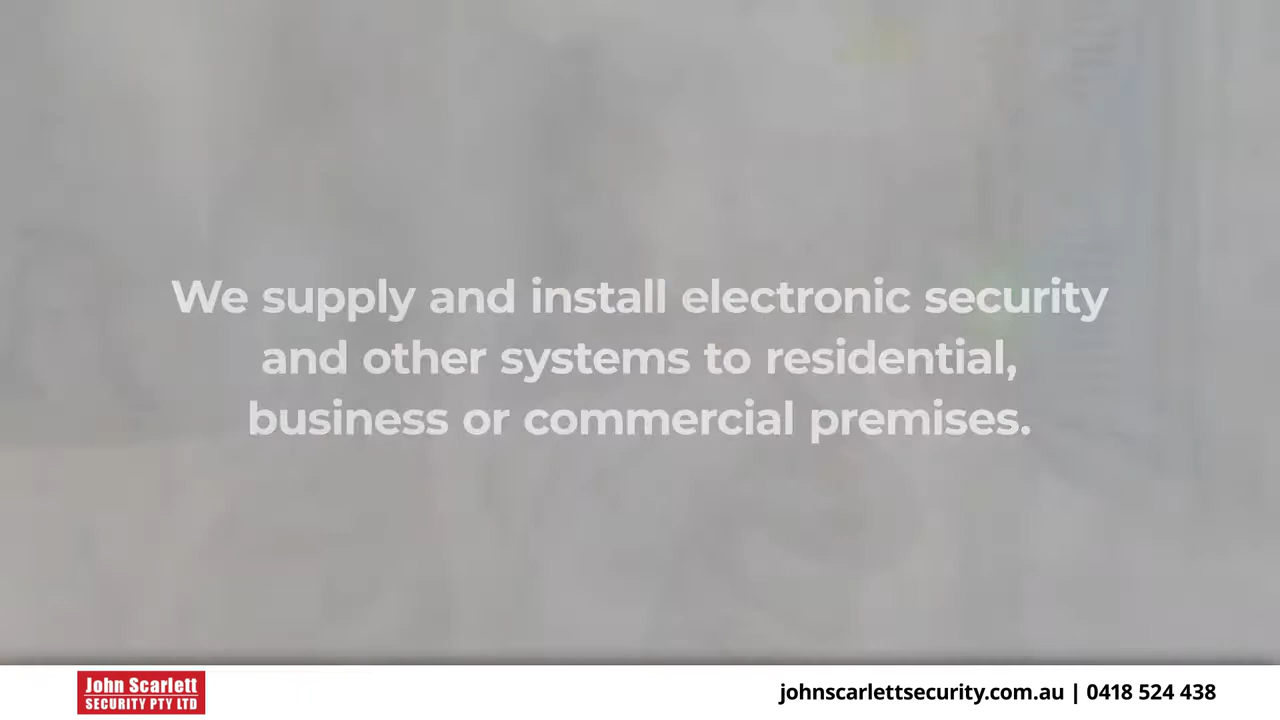 We supply and install electronic security
and other systems to residential,
business or commercial premises.
John Scarlett
SECURITY PTY LTD
johnscarlettsecurity.com.au | 0418 524 438